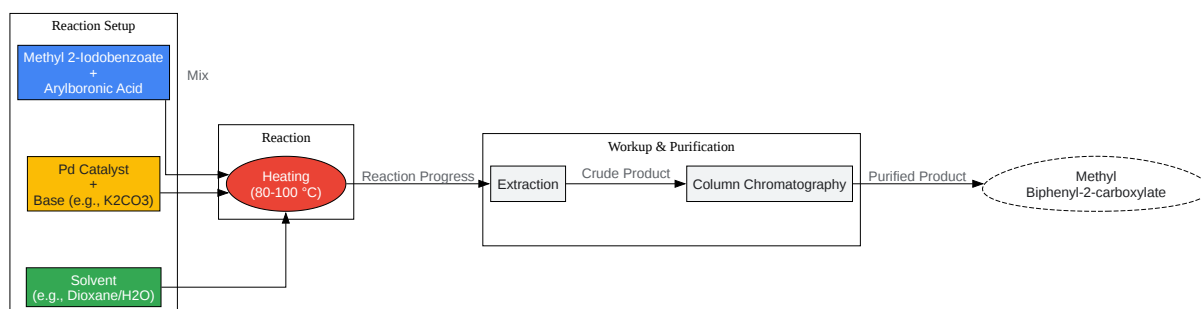 Reaction Setup
Methyl 2-Iodobenzoate
+
Arylboronic Acid
Mix
Pd Catalyst
+
Base (e.g., K2CO3)
Solvent
(e.g., Dioxane/H2O)
Reaction
Heating
(80-100 °C)
Reaction Progress
Workup & Purification
Extraction
Crude Product
Column Chromatography
Purified Product
Methyl
Biphenyl-2-carboxylate